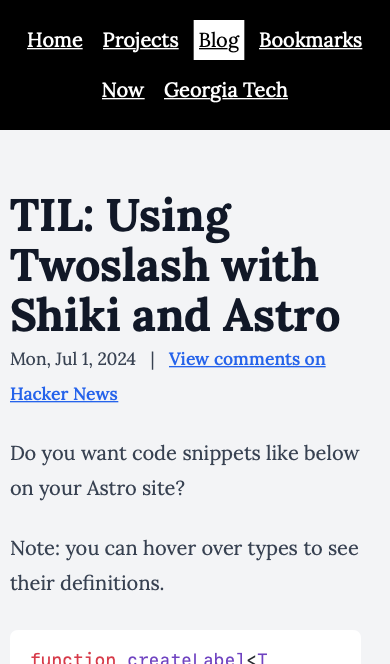 Home Projects Blog Bookmarks
Now Georgia Tech
TIL: Using
Twoslash with
Shiki and Astro
Mon, Jul 1, 2024 | View comments on
Hacker News
Do you want code snippets like below
on your Astro site?
Note: you can hover over types to see
their definitions.
function createLabel<T